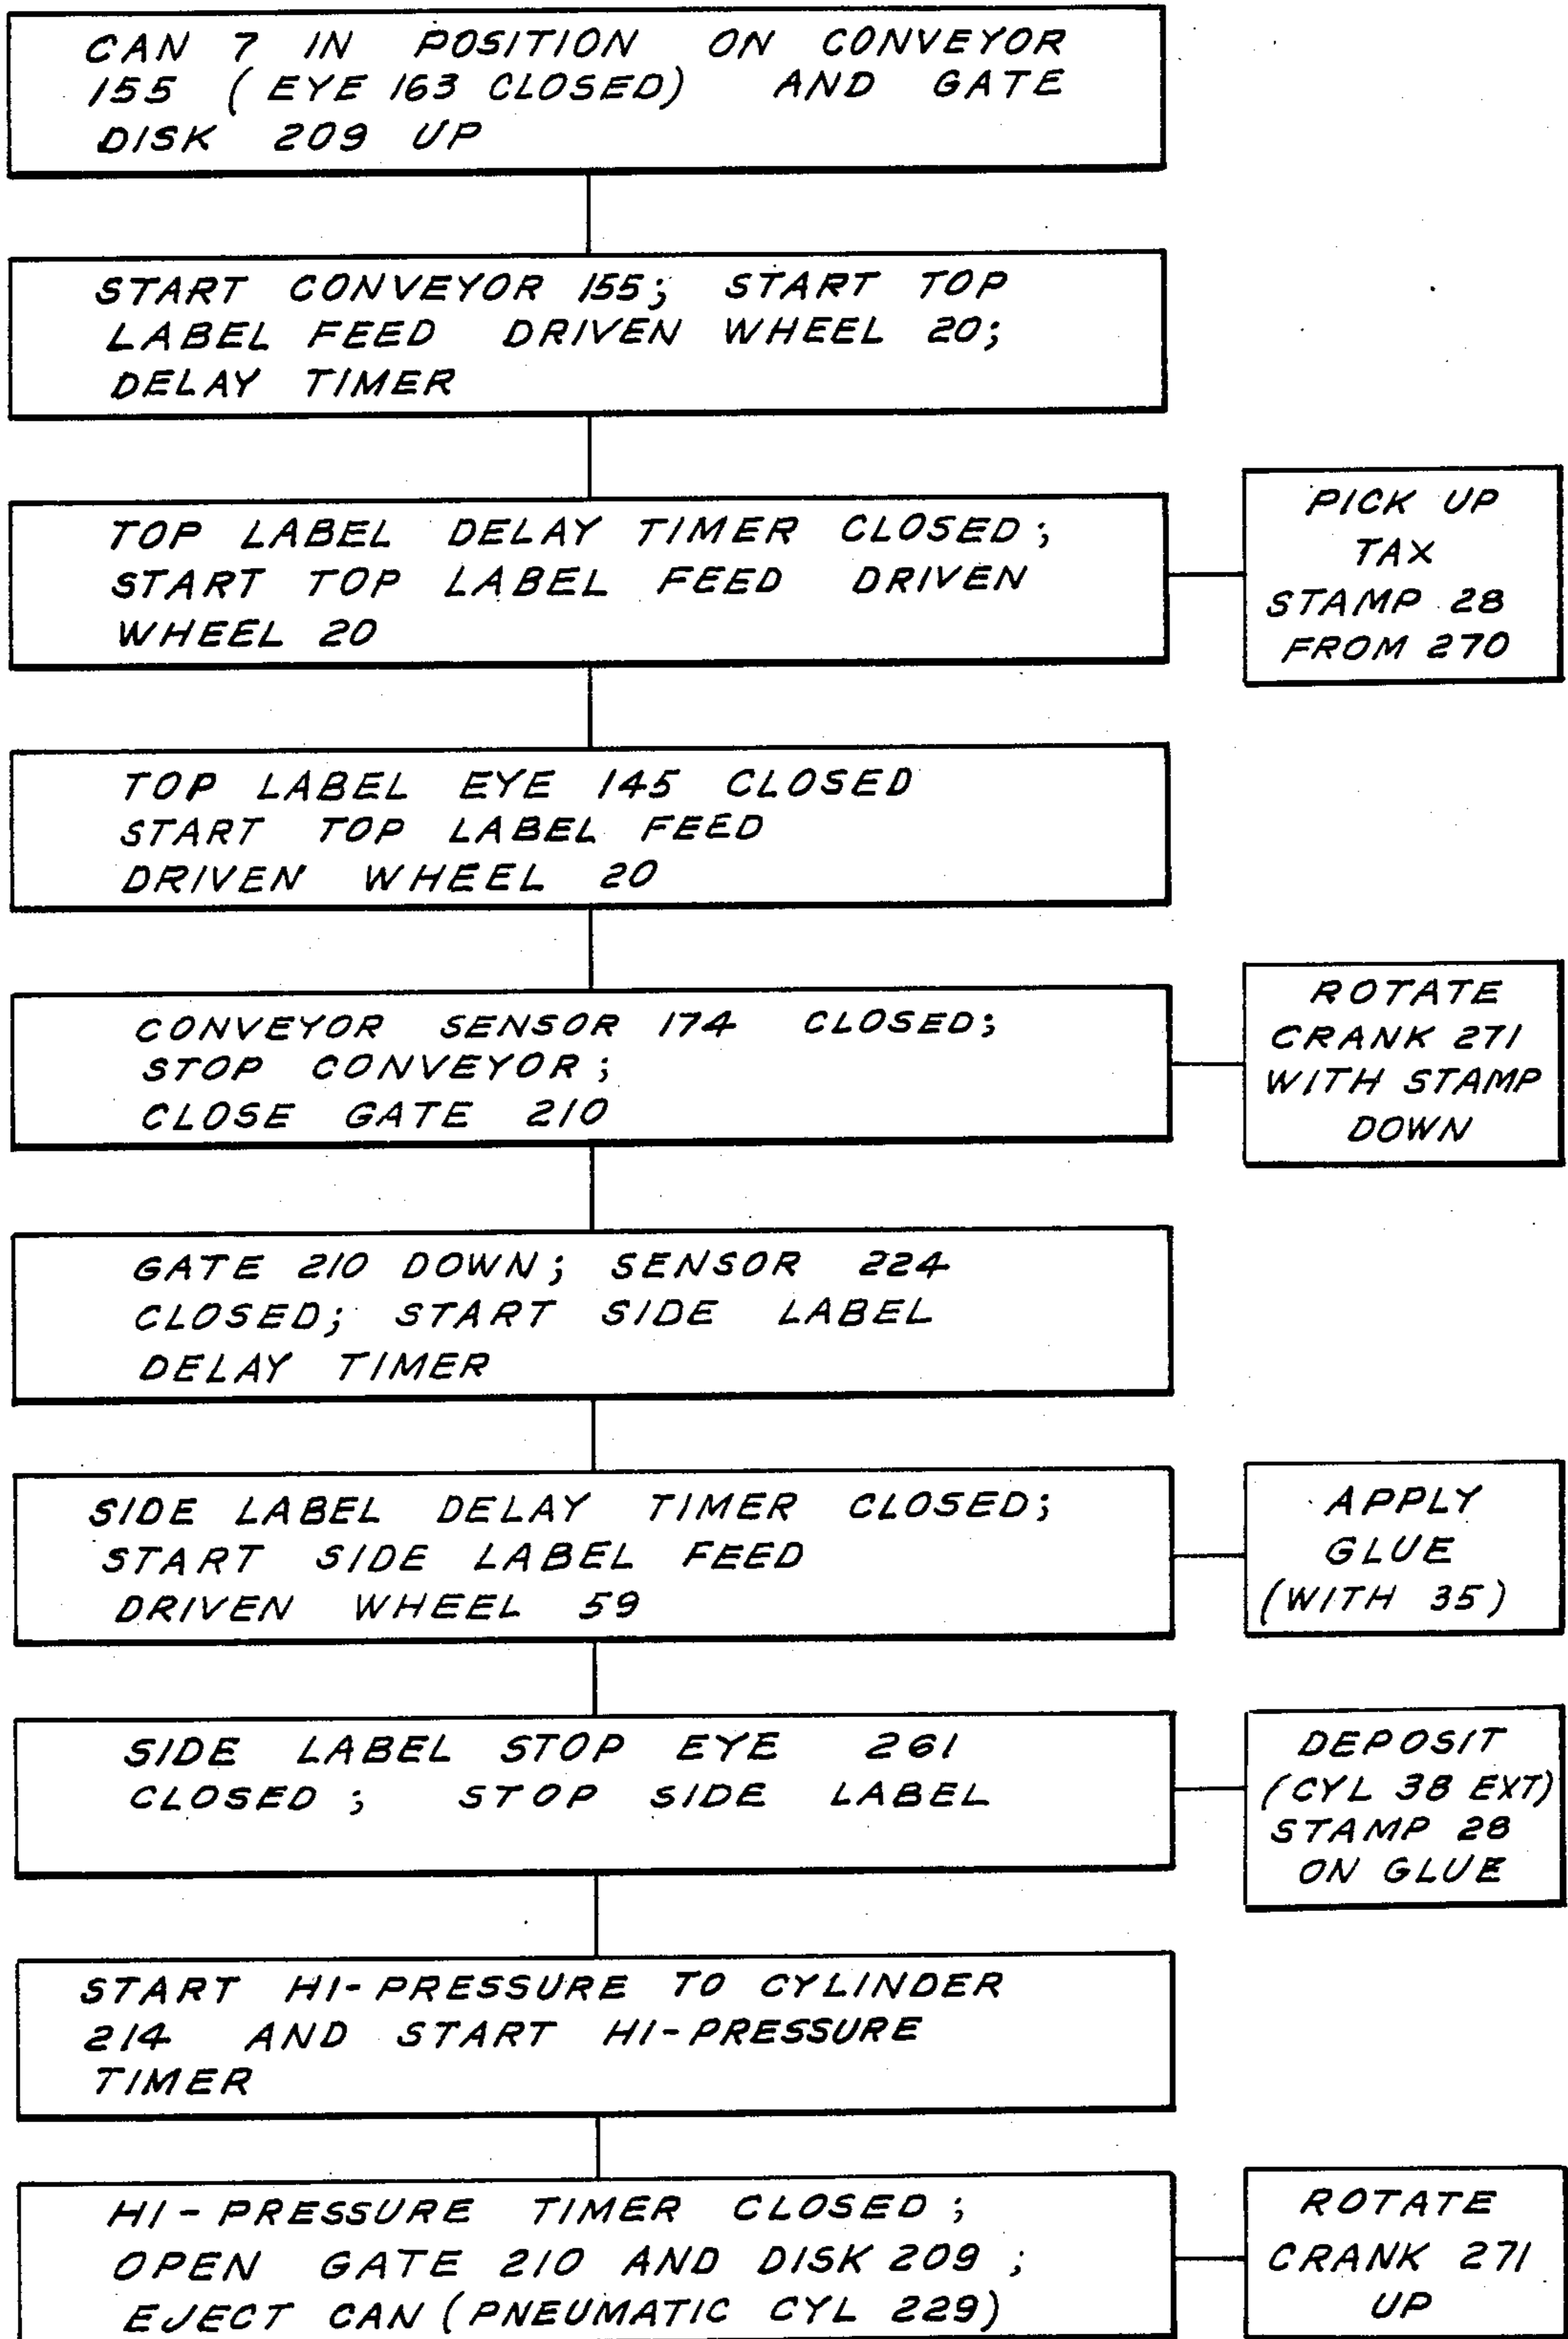 CAN 7 IN POSITION ON CONVEYOR
155 (EYE 163 CLOSED) AND GATE
DISK 209 UP
START CONVEYOR 155; START TOP
LABEL FEED DRIVEN WHEEL 20;
DELAY TIMER
TOP LABEL DELAY TIMER CLOSED;
START TOP LABEL FEED DRIVEN
WHEEL 20
PICK UP
TAX
STAMP 28
FROM 270
TOP LABEL EYE 145 CLOSED
START TOP LABEL FEED
DRIVEN WHEEL 20
CONVEYOR SENSOR 174 CLOSED;
STOP CONVEYOR;
CLOSE GATE 210
ROTATE
CRANK 271
WITH STAMP
DOWN
GATE 210 DOWN; SENSOR 224
CLOSED; START SIDE LABEL
DELAY TIMER
SIDE LABEL DELAY TIMER CLOSED;
START SIDE LABEL FEED
DRIVEN WHEEL 59
APPLY
GLUE
(WITH 35)
SIDE LABEL STOP EYE 261
CLOSED; STOP SIDE LABEL
DEPOSIT
(CYL 38 EXT)
STAMP 28
ON GLUE
START HI-PRESSURE TO CYLINDER
214 AND START HI-PRESSURE
TIMER
HI-PRESSURE TIMER CLOSED;
OPEN GATE 210 AND DISK 209;
EJECT CAN (PNEUMATIC CYL 229)
ROTATE
CRANK 271
UP